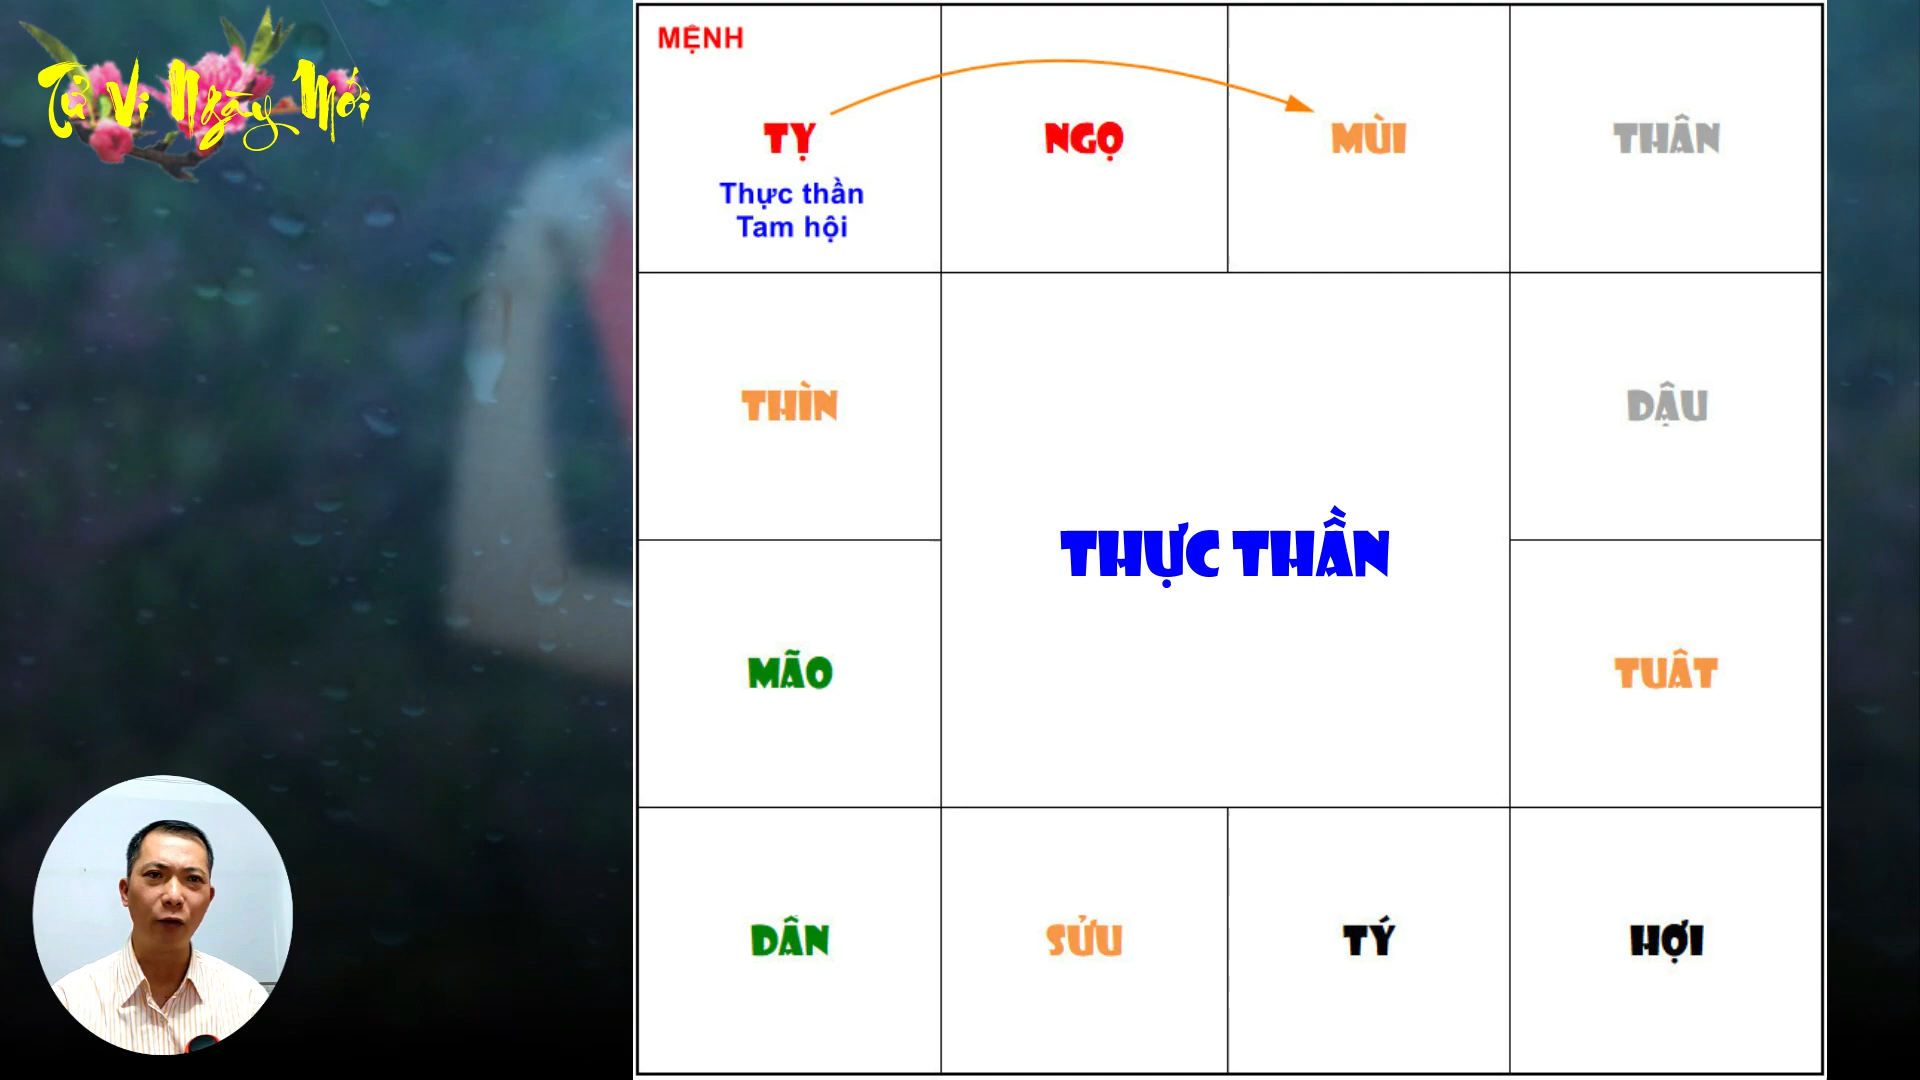 Tử Vi Ngày Mới
MỆNH
TỴ
NGỌ
MÙI
THÂN
Thực thần
Tam hội
THÌN
DẬU
THỰC THẦN
MÃO
TUẤT
DẦN
SỬU
TÝ
HỢI